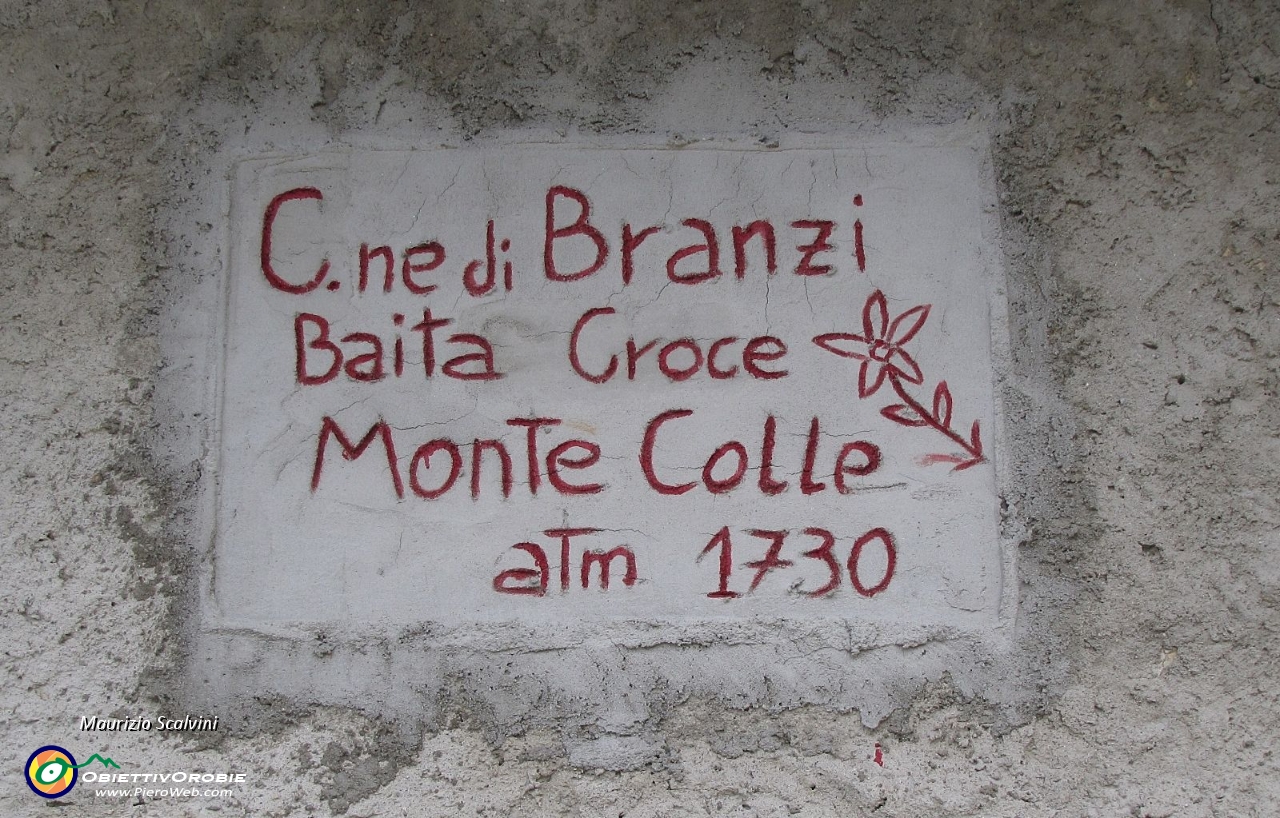 C.ne di Branzi
Baita Croce
Monte Colle
atm 1730
Maurizio Scalvini
ObiettivOrobie
www.PieroWeb.com